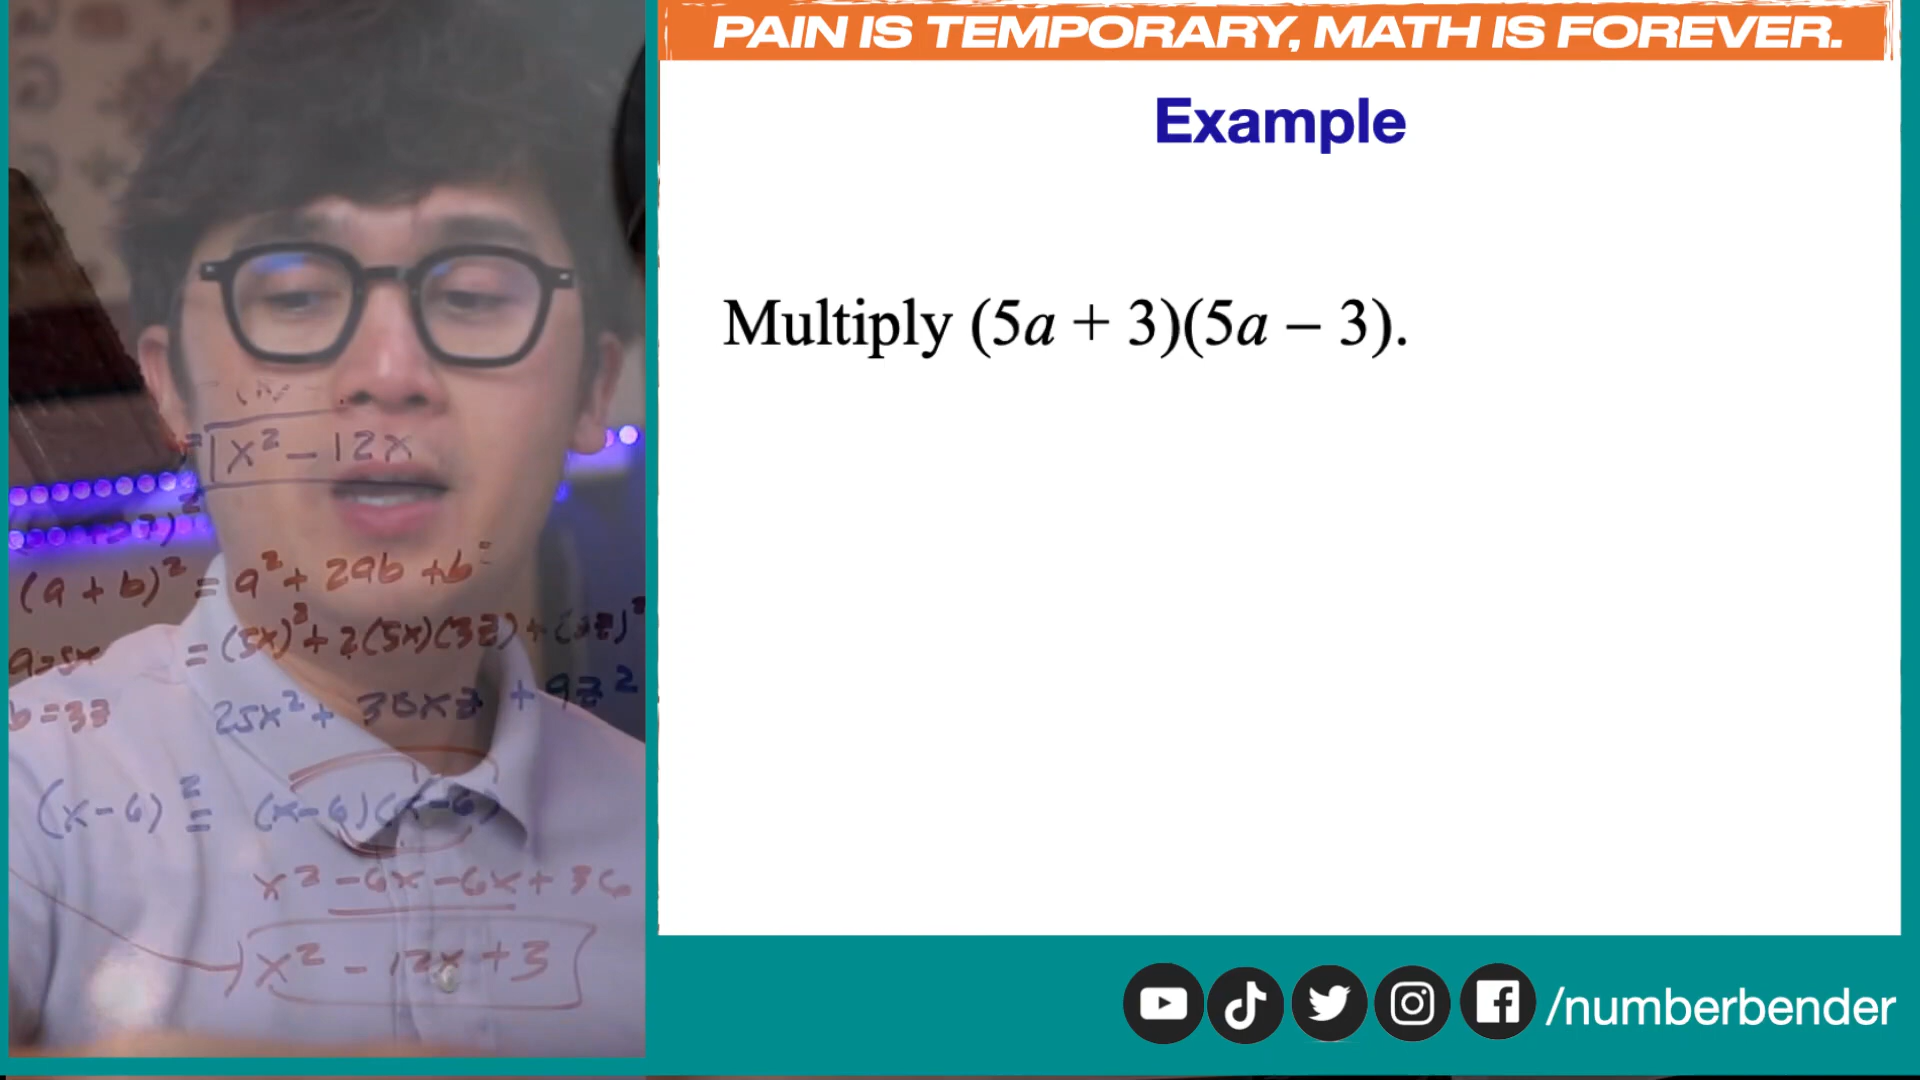 PAIN IS TEMPORARY, MATH IS FOREVER.
Example
Multiply (5a + 3)(5a – 3).
x² – 12x
(a + b)² = a² + 2ab + b²
= (5x)² + 2(5x)(3z) + (3z)²
a=5x
b=3z
25x² + 30xz + 9z²
(x-6)² = (x-6)(x-6)
x² -6x -6x + 36
x² - 12x + 3
/numberbender